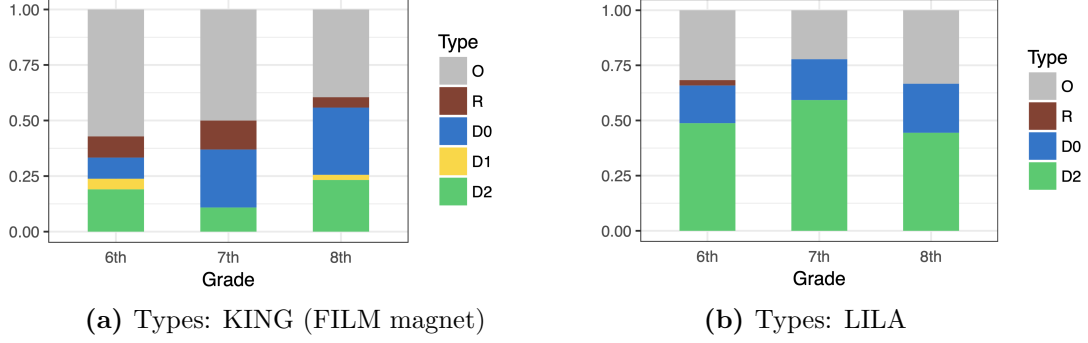 1.00
0.75
0.50
0.25
0.00
6th 7th 8th
Grade
Type
O
R
D0
D1
D2
(a) Types: KING (FILM magnet)
1.00
0.75
0.50
0.25
0.00
6th 7th 8th
Grade
Type
O
R
D0
D2
(b) Types: LILA